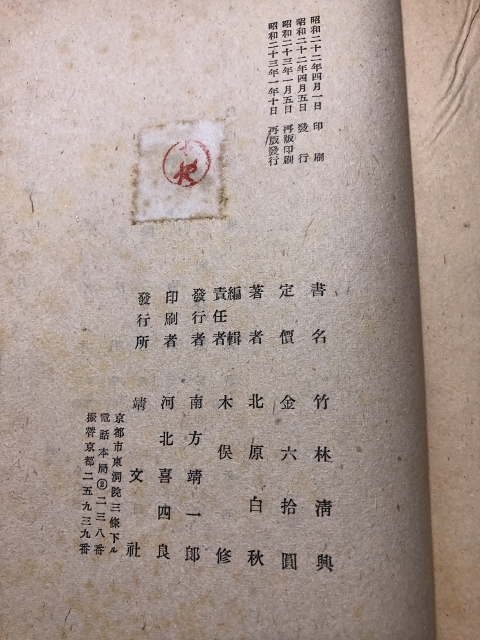 昭和二十二年四月一日 印刷
昭和二十二年四月五日 發行
昭和二十三年一月五日 再版印刷
昭和二十三年一年十日 再版發行
書名 竹林淸興
定價 金六拾圓
著者 北原白秋
編輯責任者 木俣修
發行者 南方靖一郎
印刷者 河北喜四良
發行所 靖文社
京都市東洞院三條下ル
電話本局②二三八番
振替京都二五九三九番